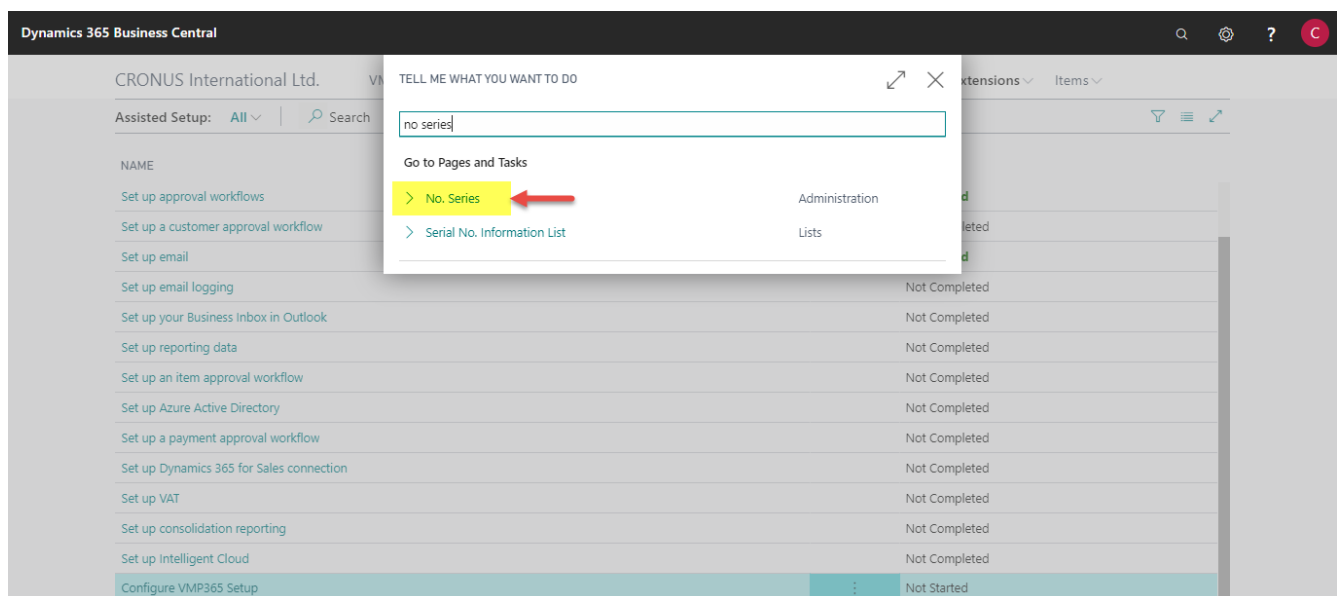 Dynamics 365 Business Central
?
C
CRONUS International Ltd.
TELL ME WHAT YOU WANT TO DO
Items
Assisted Setup: All
Search
no series
Go to Pages and Tasks
NAME
Set up approval workflows
No. Series
Administration
Set up a customer approval workflow
Serial No. Information List
Lists
Set up email
Set up email logging Not Completed
Set up your Business Inbox in Outlook Not Completed
Set up reporting data Not Completed
Set up an item approval workflow Not Completed
Set up Azure Active Directory Not Completed
Set up a payment approval workflow Not Completed
Set up Dynamics 365 for Sales connection Not Completed
Set up VAT Not Completed
Set up consolidation reporting Not Completed
Set up Intelligent Cloud Not Completed
Configure VMP365 Setup Not Started